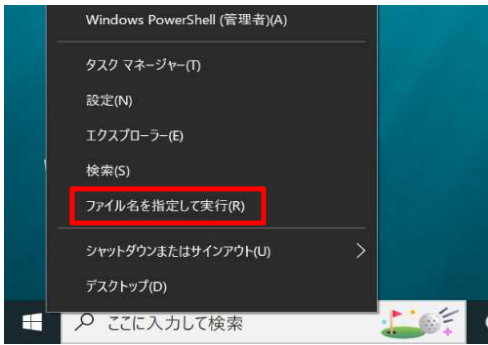 Windows PowerShell (管理者)(A)
タスク マネージャー(T)
設定(N)
エクスプローラー(E)
検索(S)
ファイル名を指定して実行(R)
シャットダウンまたはサインアウト(U)
デスクトップ(D)
ここに入力して検索